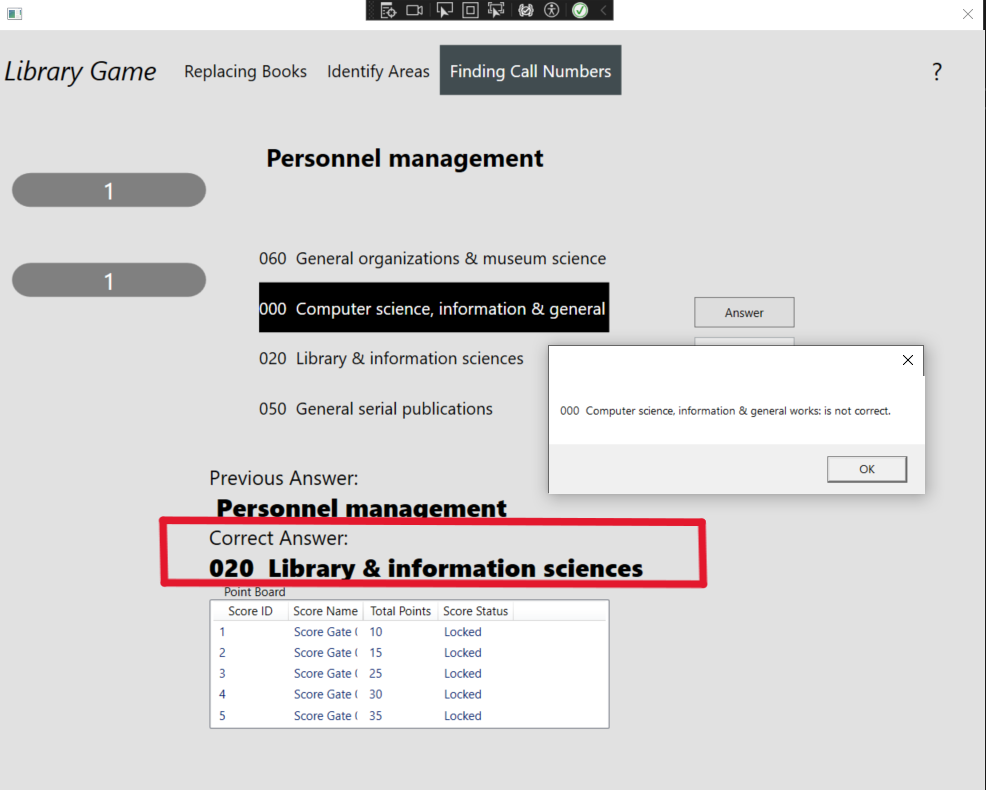 Library Game Replacing Books Identify Areas Finding Call Numbers ?
Personnel management
1
1
060 General organizations & museum science
000 Computer science, information & general
020 Library & information sciences
050 General serial publications
Answer
000 Computer science, information & general works: is not correct.
OK
Previous Answer:
Personnel management
Correct Answer:
020 Library & information sciences
Point Board
Score ID Score Name Total Points Score Status
1 Score Gate 10 Locked
2 Score Gate 15 Locked
3 Score Gate 25 Locked
4 Score Gate 30 Locked
5 Score Gate 35 Locked